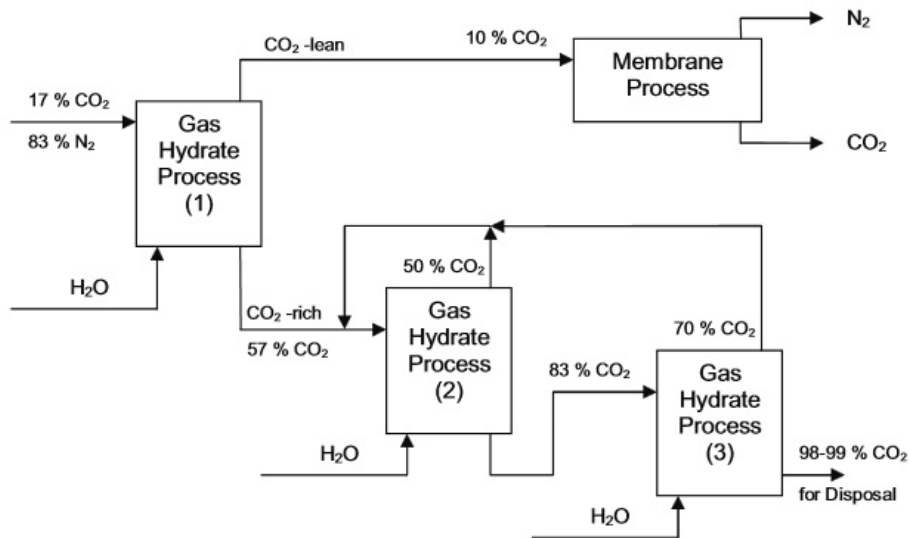 N₂
CO₂ -lean
10 % CO₂
Membrane
Process
17 % CO₂
83 % N₂
Gas
Hydrate
Process
(1)
CO₂
H₂O
50 % CO₂
CO₂ -rich
57 % CO₂
Gas
Hydrate
Process
(2)
70 % CO₂
83 % CO₂
Gas
Hydrate
Process
(3)
H₂O
98-99 % CO₂
for Disposal
H₂O